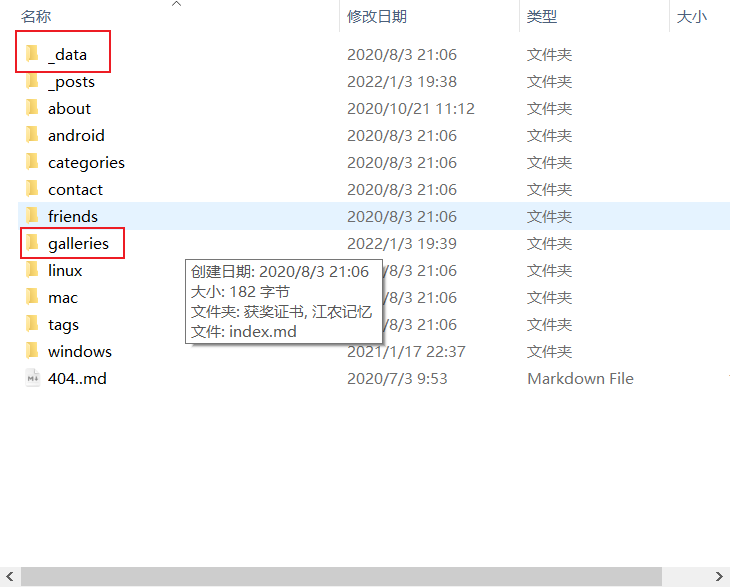 名称 修改日期 类型 大小
_data 2020/8/3 21:06 文件夹
_posts 2022/1/3 19:38 文件夹
about 2020/10/21 11:12 文件夹
android 2020/8/3 21:06 文件夹
categories 2020/8/3 21:06 文件夹
contact 2020/8/3 21:06 文件夹
friends 2020/8/3 21:06 文件夹
galleries 2022/1/3 19:39 文件夹
linux /8/3 21:06 文件夹
mac /8/3 21:06 文件夹
tags /8/3 21:06 文件夹
创建日期: 2020/8/3 21:06
大小: 182 字节
文件夹: 获奖证书, 江农记忆
文件: index.md
windows 2021/1/17 22:37 文件夹
404..md 2020/7/3 9:53 Markdown File